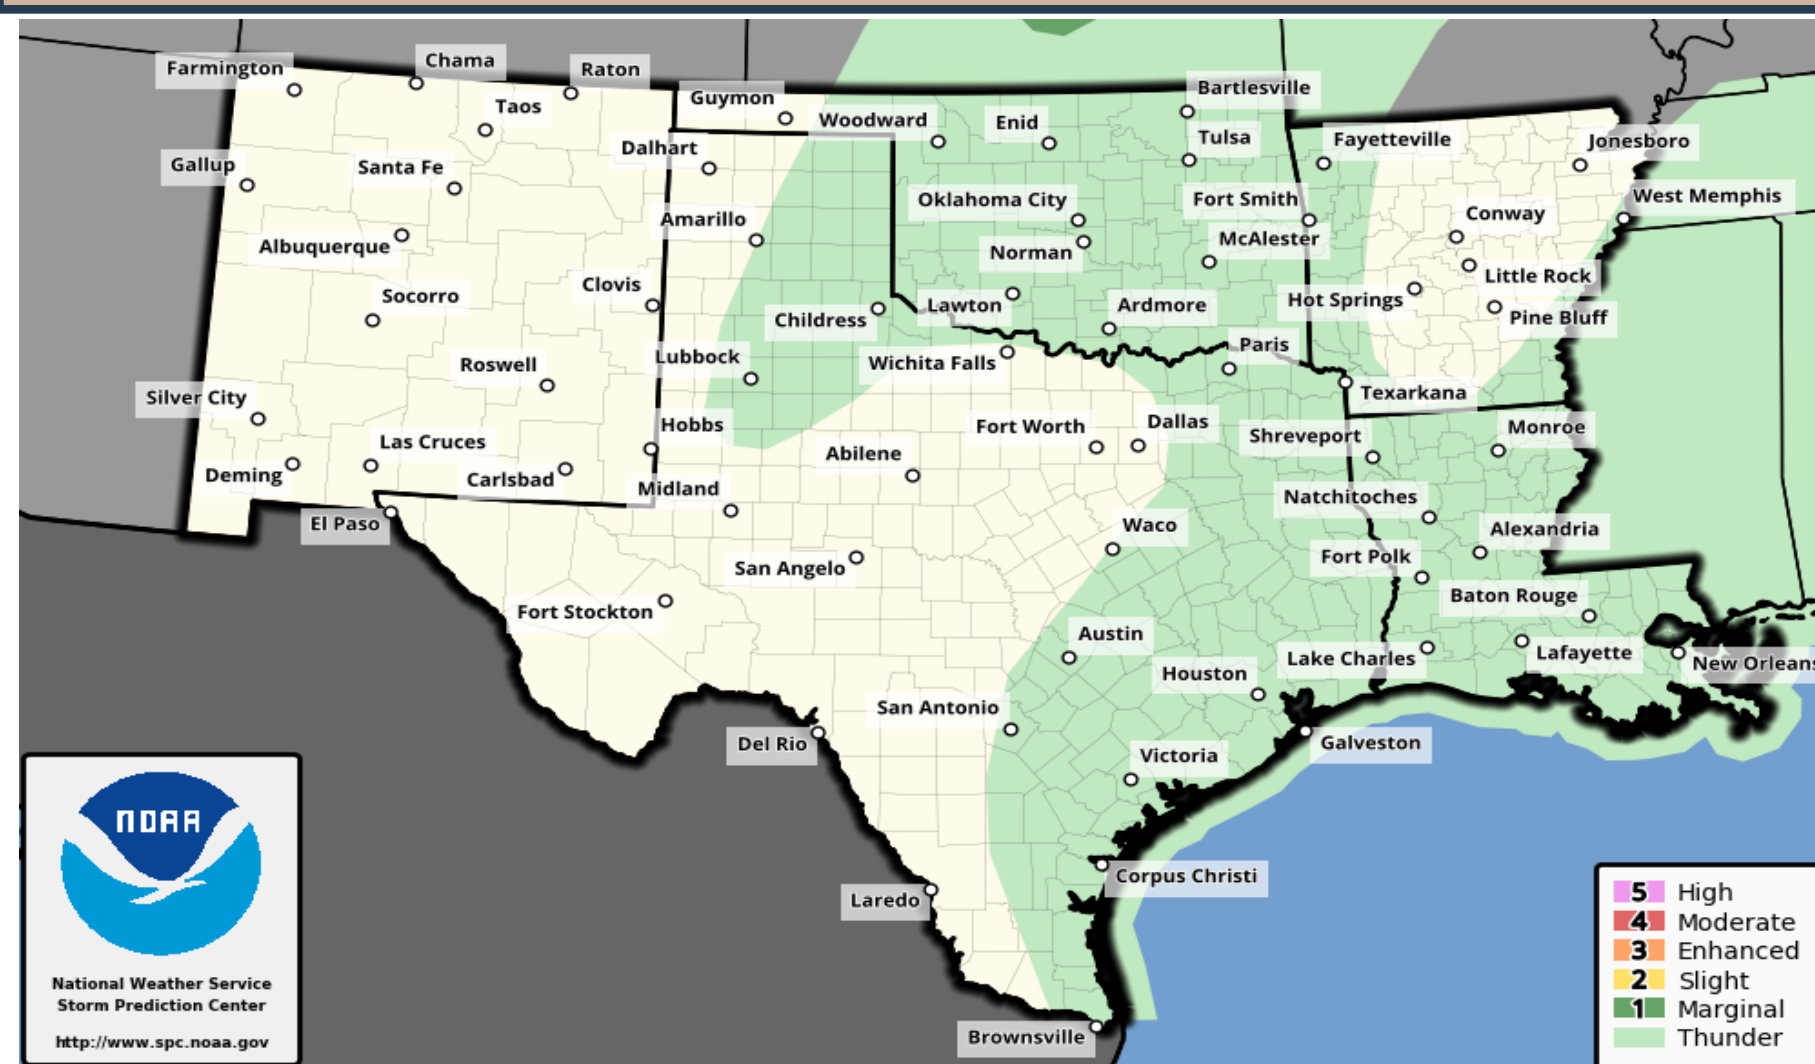 Farmington
Chama
Raton
Guymon
Bartlesville
Taos
Woodward
Enid
Tulsa
Fayetteville
Jonesboro
Gallup
Santa Fe
Dalhart
Oklahoma City
Fort Smith
West Memphis
Albuquerque
Amarillo
Norman
McAlester
Conway
Socorro
Clovis
Childress
Lawton
Ardmore
Hot Springs
Little Rock
Pine Bluff
Roswell
Lubbock
Wichita Falls
Paris
Texarkana
Silver City
Las Cruces
Hobbs
Abilene
Fort Worth
Dallas
Shreveport
Monroe
Deming
Carlsbad
Midland
Natchitoches
El Paso
San Angelo
Waco
Fort Polk
Alexandria
Fort Stockton
Austin
Baton Rouge
Houston
Lake Charles
Lafayette
New Orleans
San Antonio
Del Rio
Victoria
Galveston
Laredo
Corpus Christi
Brownsville
NOAA
National Weather Service
Storm Prediction Center
http://www.spc.noaa.gov
5 High
4 Moderate
3 Enhanced
2 Slight
1 Marginal
Thunder